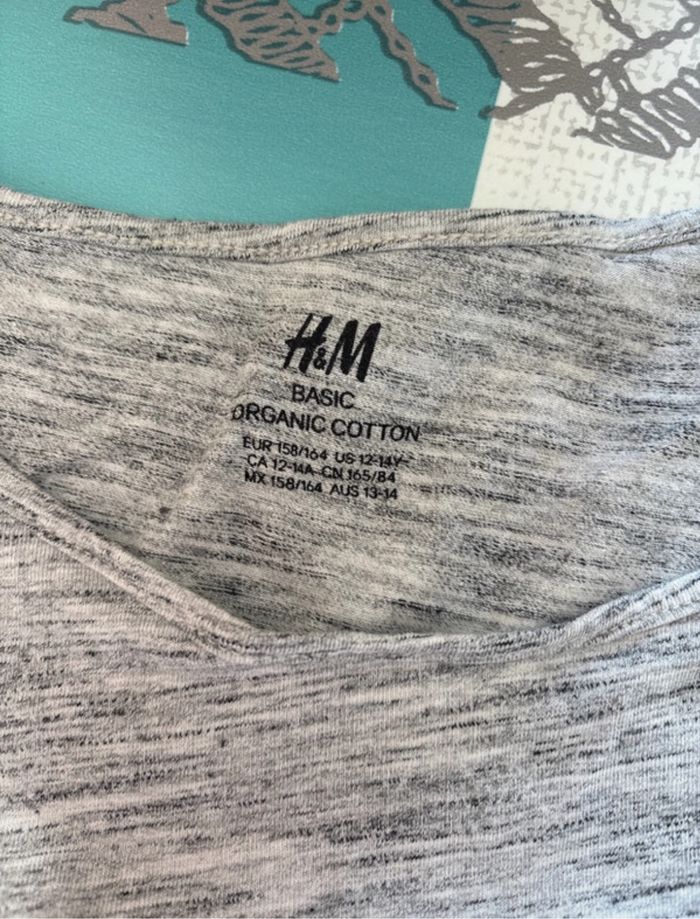 H&M
BASIC
ORGANIC COTTON
EUR 158/164 US 12-14Y
CA 12-14A CN 165/84
MX 158/164 AUS 13-14